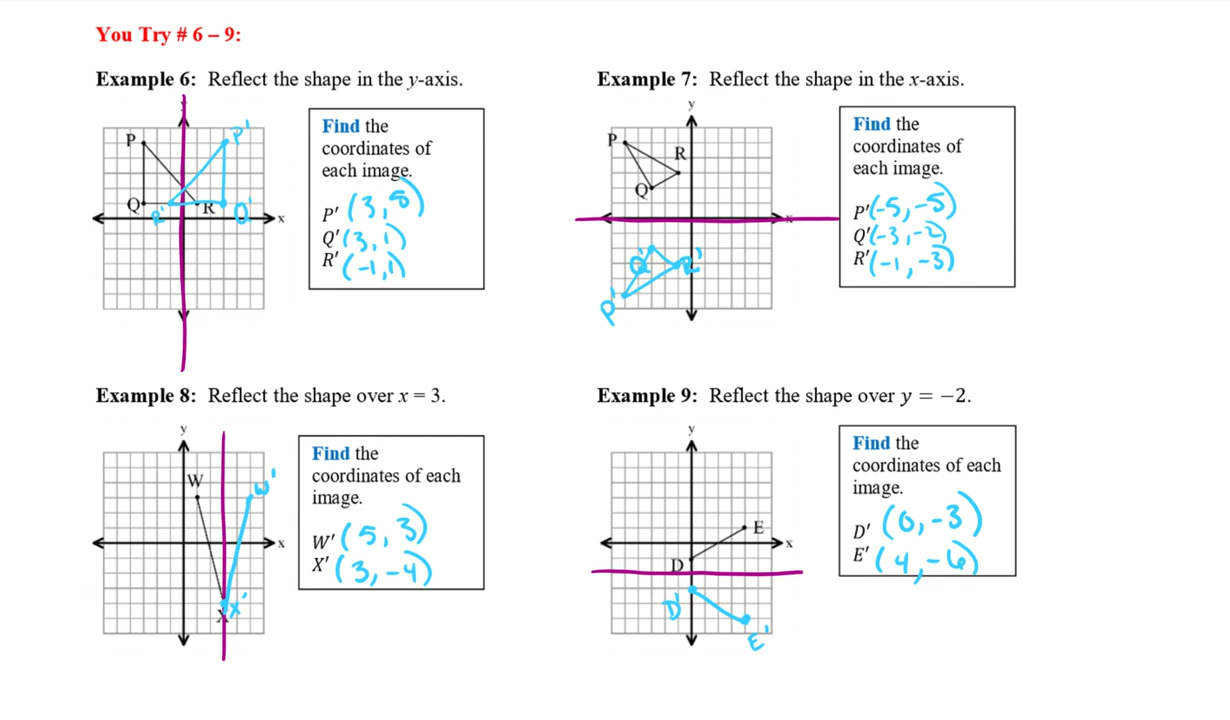 You Try # 6 – 9:
Example 6: Reflect the shape in the y-axis.
y
P
P'
Q
R'
R
Q'
x
Find the
coordinates of
each image.
P' (3, 5)
Q' (3, 1)
R' (-1, 1)
Example 7: Reflect the shape in the x-axis.
y
P
R
Q
x
Q'
R'
P'
Find the
coordinates of
each image.
P' (-5, -5)
Q' (-3, -2)
R' (-1, -3)
Example 8: Reflect the shape over x = 3.
y
W
W'
x
X
X'
Find the
coordinates of each
image.
W' (5, 3)
X' (3, -4)
Example 9: Reflect the shape over y = −2.
y
E
x
D
D'
E'
Find the
coordinates of each
image.
D' (0, -3)
E' (4, -6)